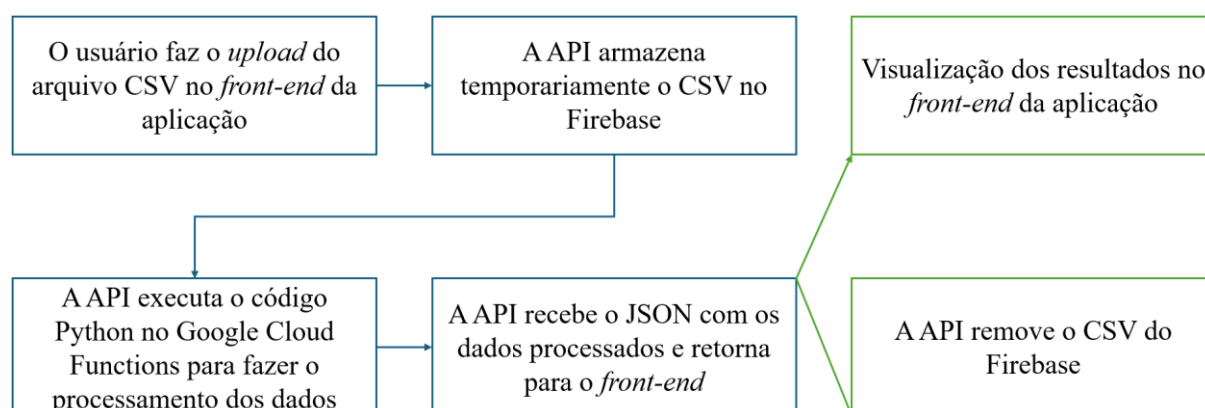 O usuário faz o upload do
arquivo CSV no front-end da
aplicação
A API armazena
temporariamente o CSV no
Firebase
Visualização dos resultados no
front-end da aplicação
A API executa o código
Python no Google Cloud
Functions para fazer o
processamento dos dados
A API recebe o JSON com os
dados processados e retorna
para o front-end
A API remove o CSV do
Firebase